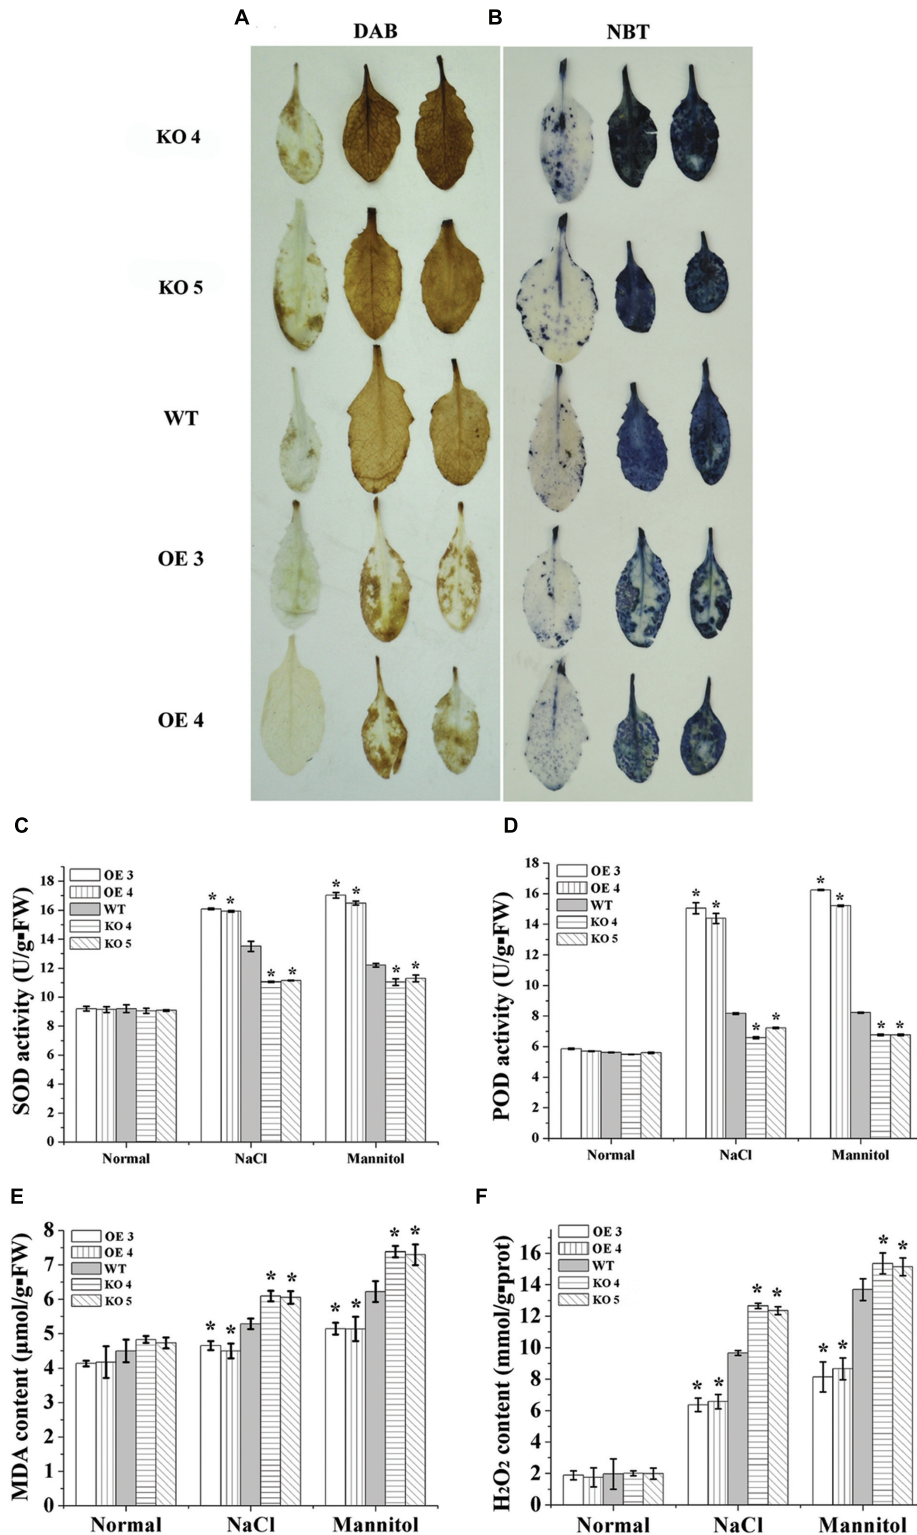 A
B
DAB
NBT
KO 4
KO 5
WT
OE 3
OE 4
C
D
SOD activity (U/g▪FW)
18
16
14
12
10
8
6
4
2
0
OE 3
OE 4
WT
KO 4
KO 5
* * * * * * * *
Normal NaCl Mannitol
POD activity (U/g▪FW)
18
16
14
12
10
8
6
4
2
0
OE 3
OE 4
WT
KO 4
KO 5
* * * * * * * *
Normal NaCl Mannitol
E
F
MDA content (μmol/g▪FW)
8
7
6
5
4
3
2
1
0
OE 3
OE 4
WT
KO 4
KO 5
* * * * * * * *
Normal NaCl Mannitol
H₂O₂ content (mmol/g▪prot)
16
14
12
10
8
6
4
2
0
OE 3
OE 4
WT
KO 4
KO 5
* * * * * * * *
Normal NaCl Mannitol